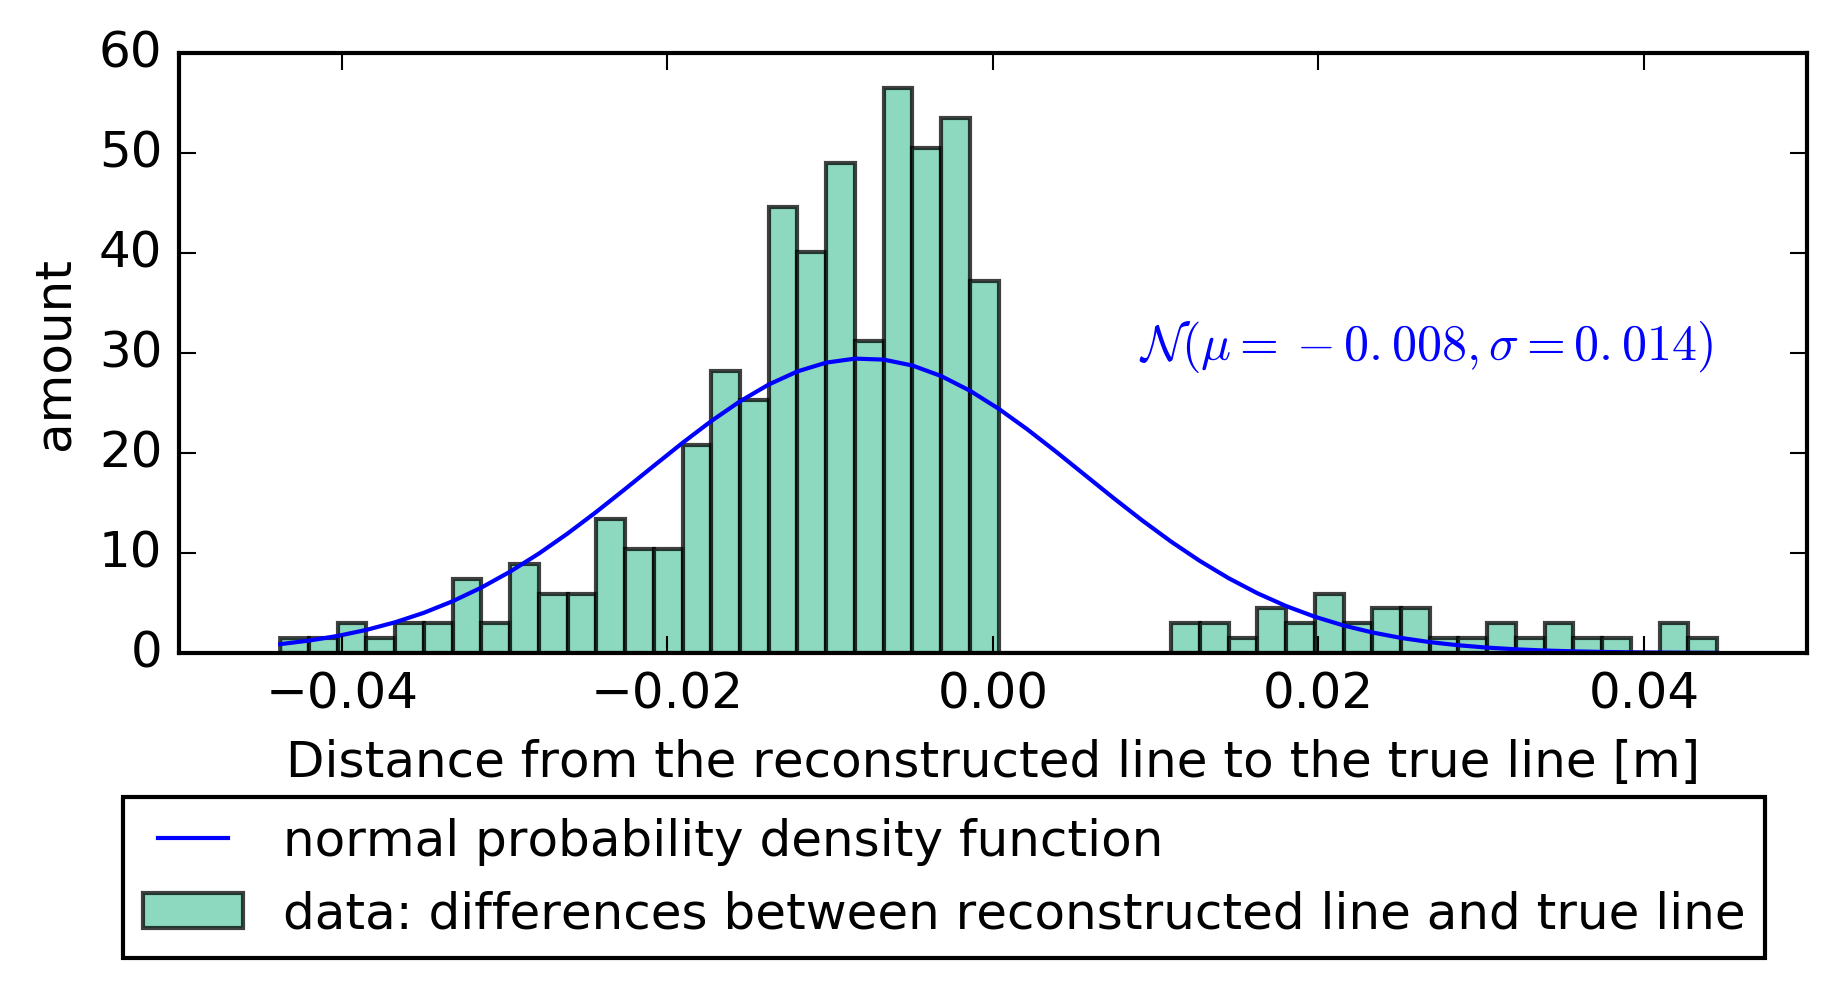 60
50
40
30
20
10
0
amount
𝒩(μ = −0.008, σ = 0.014)
−0.04 −0.02 0.00 0.02 0.04
Distance from the reconstructed line to the true line [m]
normal probability density function
data: differences between reconstructed line and true line